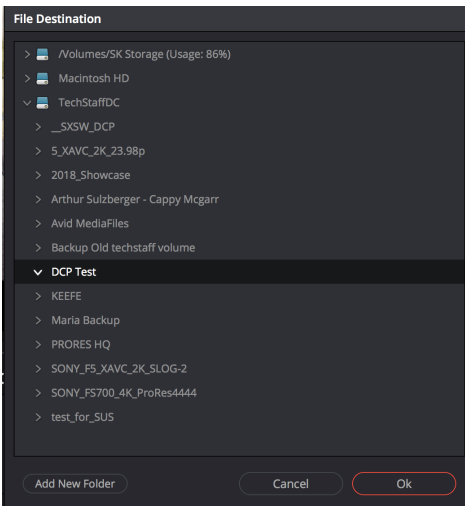 File Destination
/Volumes/SK Storage (Usage: 86%)
Macintosh HD
TechStaffDC
__SXSW_DCP
5_XAVC_2K_23.98p
2018_Showcase
Arthur Sulzberger - Cappy Mcgarr
Avid MediaFiles
Backup Old techstaff volume
DCP Test
KEEFE
Maria Backup
PRORES HQ
SONY_F5_XAVC_2K_SLOG-2
SONY_FS700_4K_ProRes4444
test_for_SUS
Add New Folder Cancel Ok